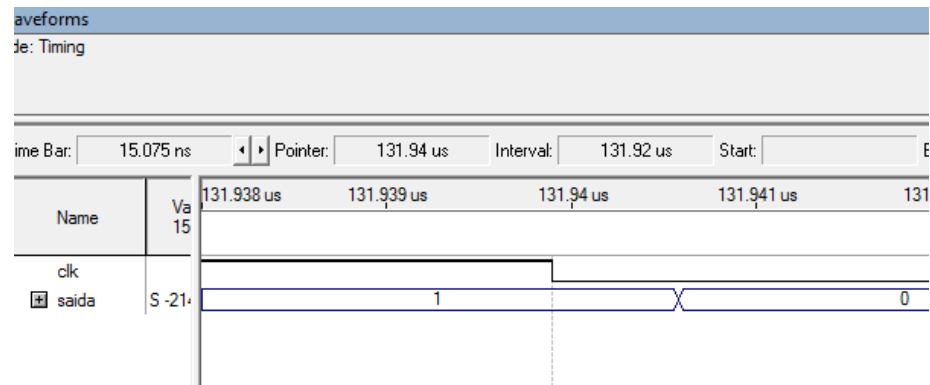 aveforms
de: Timing
ime Bar: 15.075 ns Pointer: 131.94 us Interval: 131.92 us Start: E
Name Va 15 131.938 us 131.939 us 131.94 us 131.941 us 131
clk
saida S -214 1 0